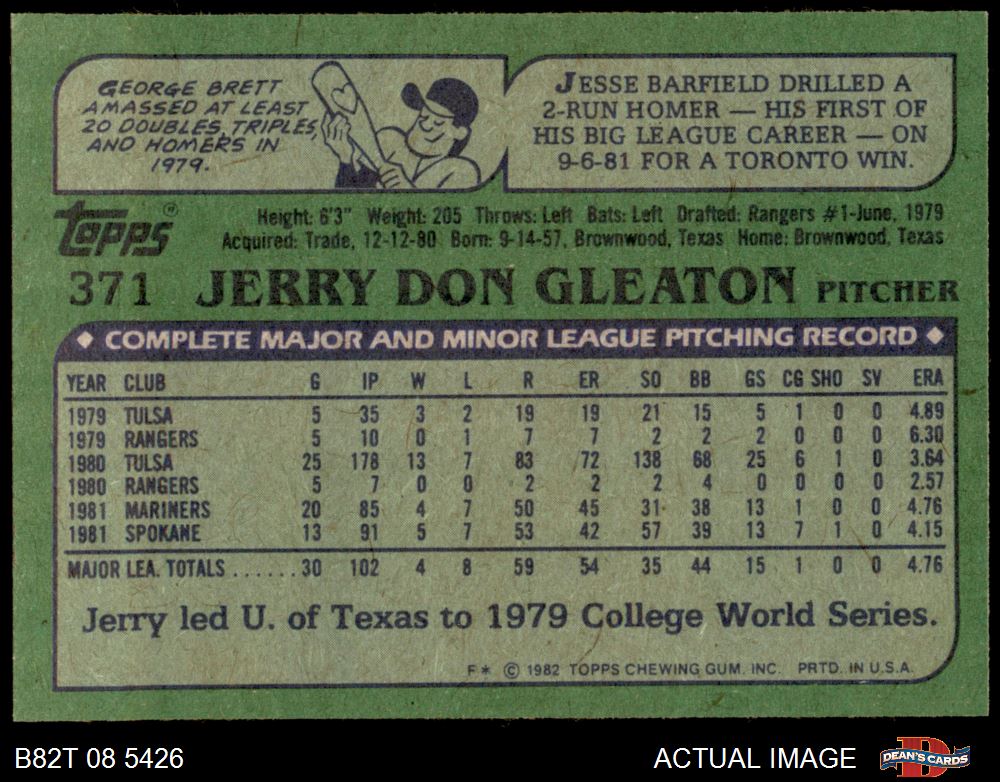 GEORGE BRETT
AMASSED AT LEAST
20 DOUBLES, TRIPLES,
AND HOMERS IN
1979.
JESSE BARFIELD DRILLED A
2-RUN HOMER — HIS FIRST OF
HIS BIG LEAGUE CAREER — ON
9-6-81 FOR A TORONTO WIN.
topps®
Height: 6'3" Weight: 205 Throws: Left Bats: Left Drafted: Rangers #1-June, 1979
Acquired: Trade, 12-12-80 Born: 9-14-57, Brownwood, Texas Home: Brownwood, Texas
371 JERRY DON GLEATON PITCHER
◆ COMPLETE MAJOR AND MINOR LEAGUE PITCHING RECORD ◆
YEAR CLUB G IP W L R ER SO BB GS CG SHO SV ERA
1979 TULSA 5 35 3 2 19 19 21 15 5 1 0 0 4.89
1979 RANGERS 5 10 0 1 7 7 2 2 2 0 0 0 6.30
1980 TULSA 25 178 13 7 83 72 138 68 25 6 1 0 3.64
1980 RANGERS 5 7 0 0 2 2 2 4 0 0 0 0 2.57
1981 MARINERS 20 85 4 7 50 45 31 38 13 1 0 0 4.76
1981 SPOKANE 13 91 5 7 53 42 57 39 13 7 1 0 4.15
MAJOR LEA. TOTALS ...... 30 102 4 8 59 54 35 44 15 1 0 0 4.76
Jerry led U. of Texas to 1979 College World Series.
F* © 1982 TOPPS CHEWING GUM, INC. PRTD. IN U.S.A.
B82T 08 5426
ACTUAL IMAGE
DEAN'S CARDS